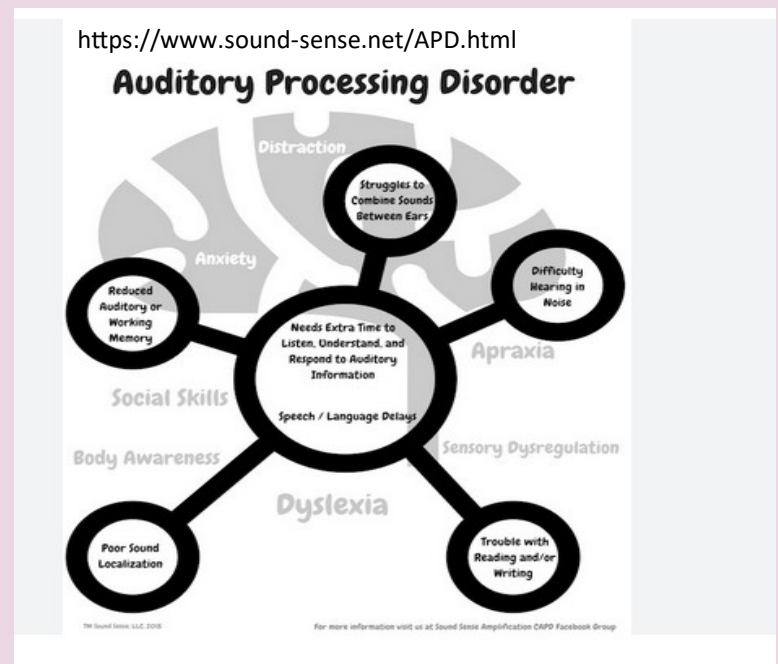 https://www.sound-sense.net/APD.html
Auditory Processing Disorder
Distraction
Struggles to
Combine Sounds
Between Ears
Anxiety
Difficulty
Hearing in
Noise
Reduced
Auditory or
Working
Memory
Needs Extra Time to
Listen, Understand, and
Respond to Auditory
Information
Speech / Language Delays
Apraxia
Social Skills
Body Awareness
Sensory Dysregulation
Dyslexia
Poor Sound
Localization
Trouble with
Reading and/or
Writing
TM Sound Sense, LLC. 2018
For more information visit us at Sound Sense Amplification CAPD Facebook Group